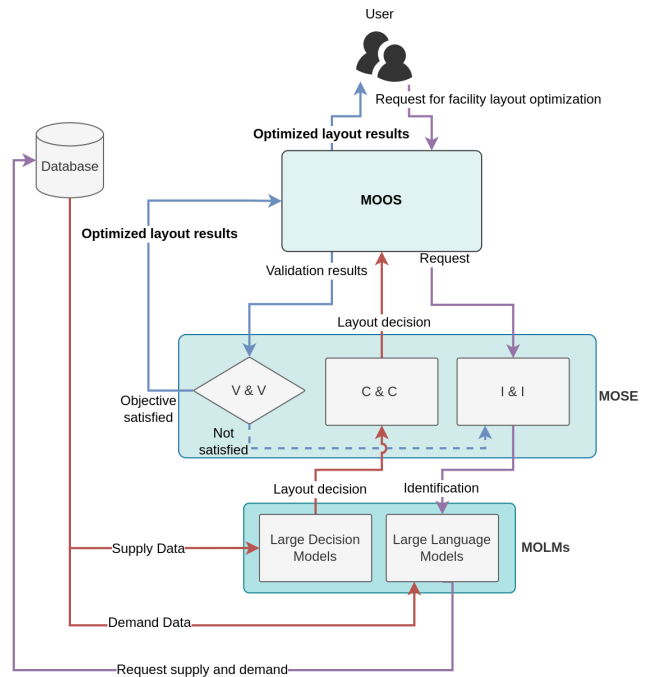 User
Request for facility layout optimization
Optimized layout results
Database
MOOS
Optimized layout results
Request
Validation results
Layout decision
V & V
C & C
I & I
MOSE
Objective
satisfied
Not
satisfied
Layout decision
Identification
Large Decision
Models
Large Language
Models
MOLMs
Supply Data
Demand Data
Request supply and demand